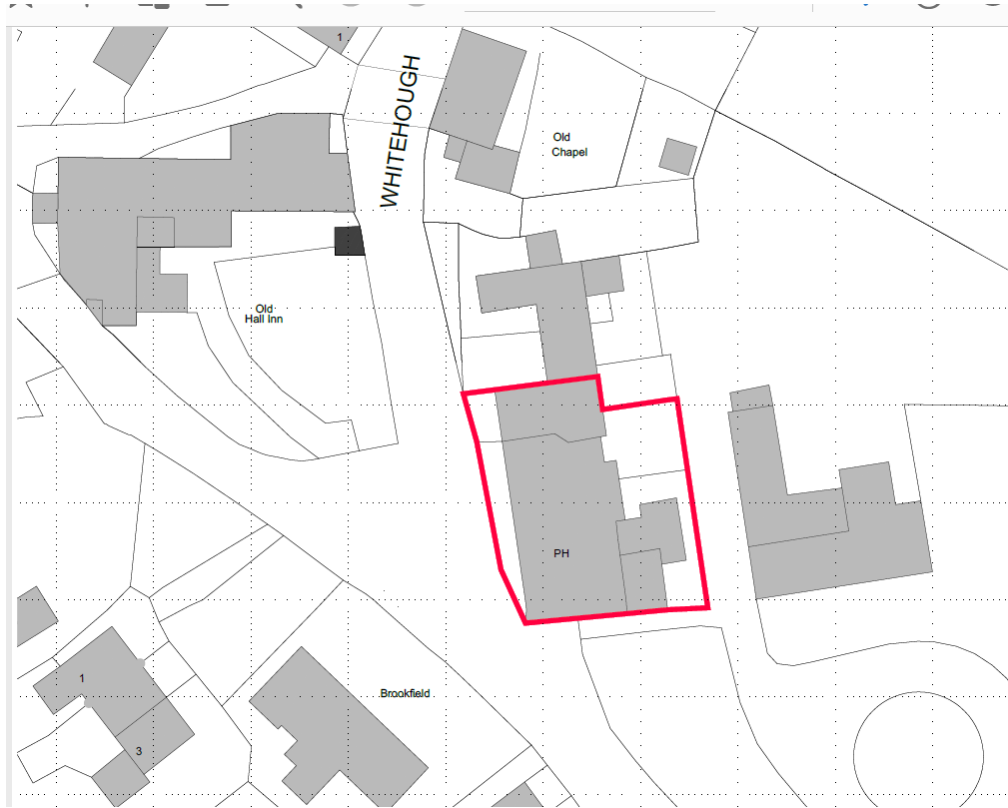 1
WHITEHOUGH
Old
Chapel
Old
Hall Inn
PH
1
Brookfield
3